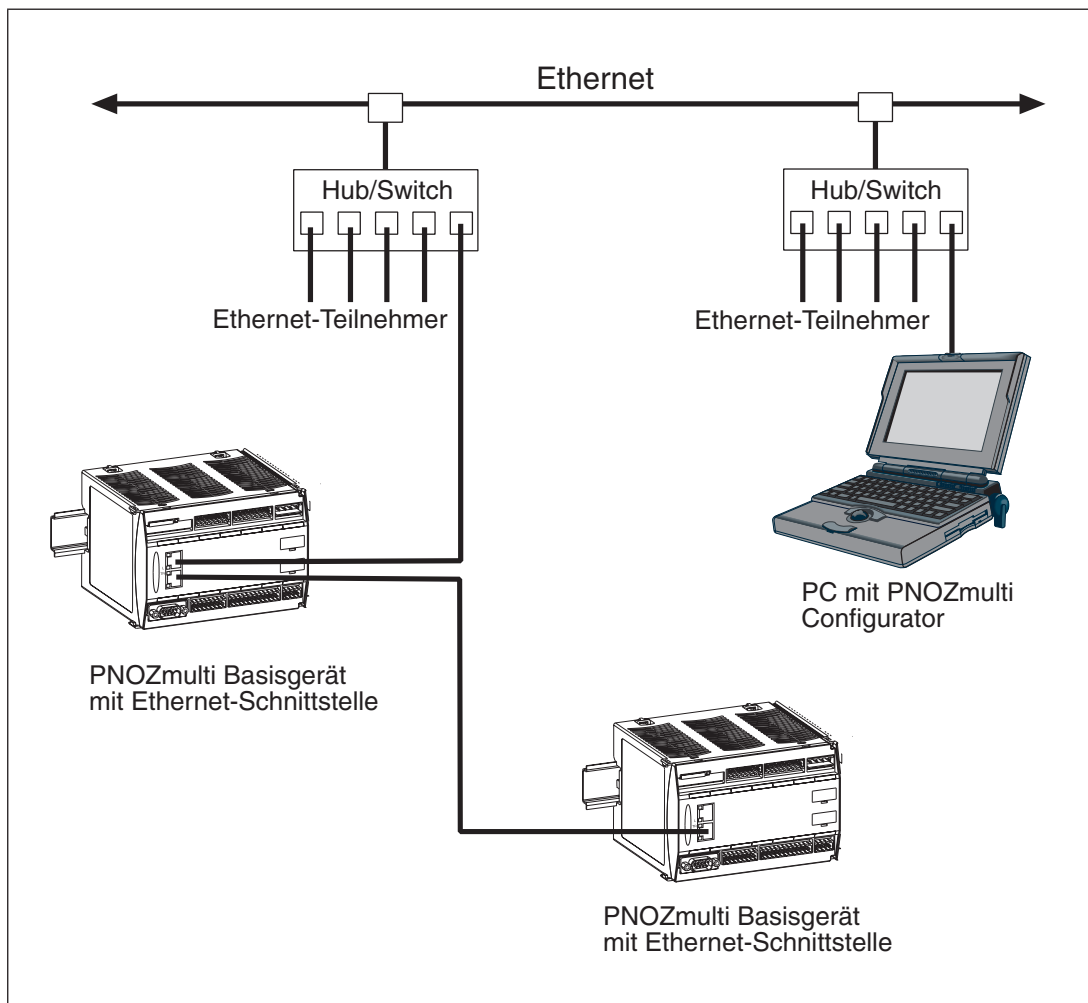 Ethernet
Hub/Switch
Hub/Switch
Ethernet-Teilnehmer
Ethernet-Teilnehmer
PC mit PNOZmulti
Configurator
PNOZmulti Basisgerät
mit Ethernet-Schnittstelle
PNOZmulti Basisgerät
mit Ethernet-Schnittstelle